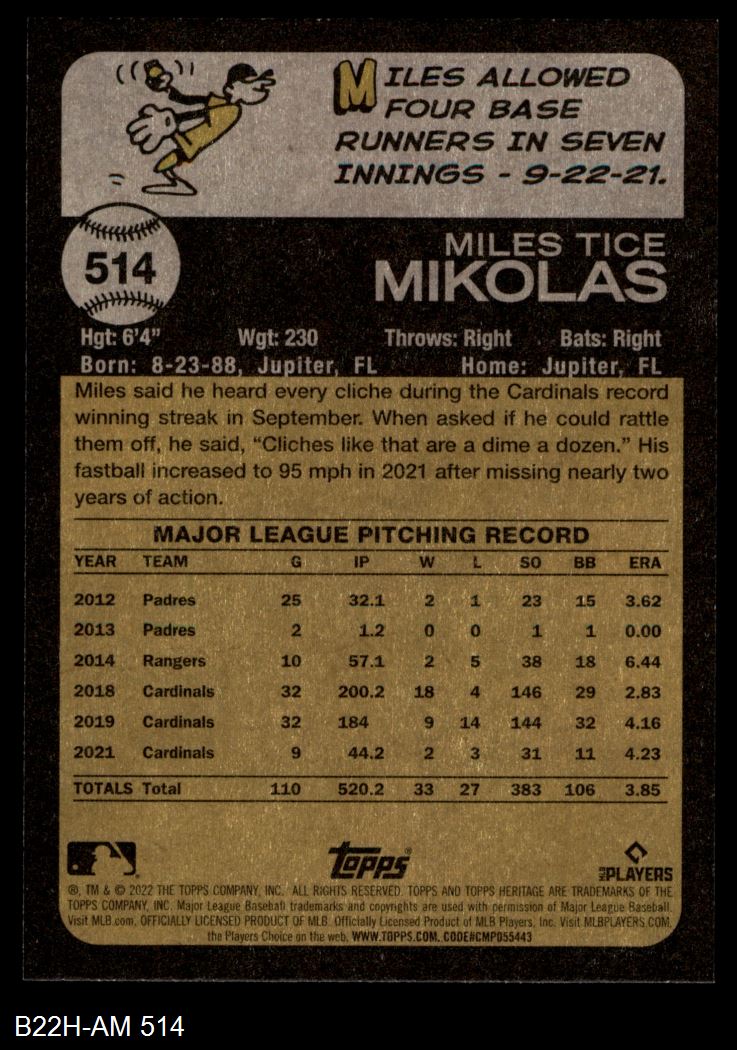 MILES ALLOWED
FOUR BASE
RUNNERS IN SEVEN
INNINGS - 9-22-21.
514
MILES TICE
MIKOLAS
Hgt: 6'4" Wgt: 230 Throws: Right Bats: Right
Born: 8-23-88, Jupiter, FL Home: Jupiter, FL
Miles said he heard every cliche during the Cardinals record
winning streak in September. When asked if he could rattle
them off, he said, “Cliches like that are a dime a dozen.” His
fastball increased to 95 mph in 2021 after missing nearly two
years of action.
MAJOR LEAGUE PITCHING RECORD
YEAR TEAM G IP W L SO BB ERA
2012 Padres 25 32.1 2 1 23 15 3.62
2013 Padres 2 1.2 0 0 1 1 0.00
2014 Rangers 10 57.1 2 5 38 18 6.44
2018 Cardinals 32 200.2 18 4 146 29 2.83
2019 Cardinals 32 184 9 14 144 32 4.16
2021 Cardinals 9 44.2 2 3 31 11 4.23
TOTALS Total 110 520.2 33 27 383 106 3.85
Topps®
MLB PLAYERS
®, TM & © 2022 THE TOPPS COMPANY, INC. ALL RIGHTS RESERVED. TOPPS AND TOPPS HERITAGE ARE TRADEMARKS OF THE
TOPPS COMPANY, INC. Major League Baseball trademarks and copyrights are used with permission of Major League Baseball.
Visit MLB.com. OFFICIALLY LICENSED PRODUCT OF MLB Officially Licensed Product of MLB Players, Inc. Visit MLBPLAYERS.COM,
the Players Choice on the web. WWW.TOPPS.COM. CODE#CMP055443
B22H-AM 514